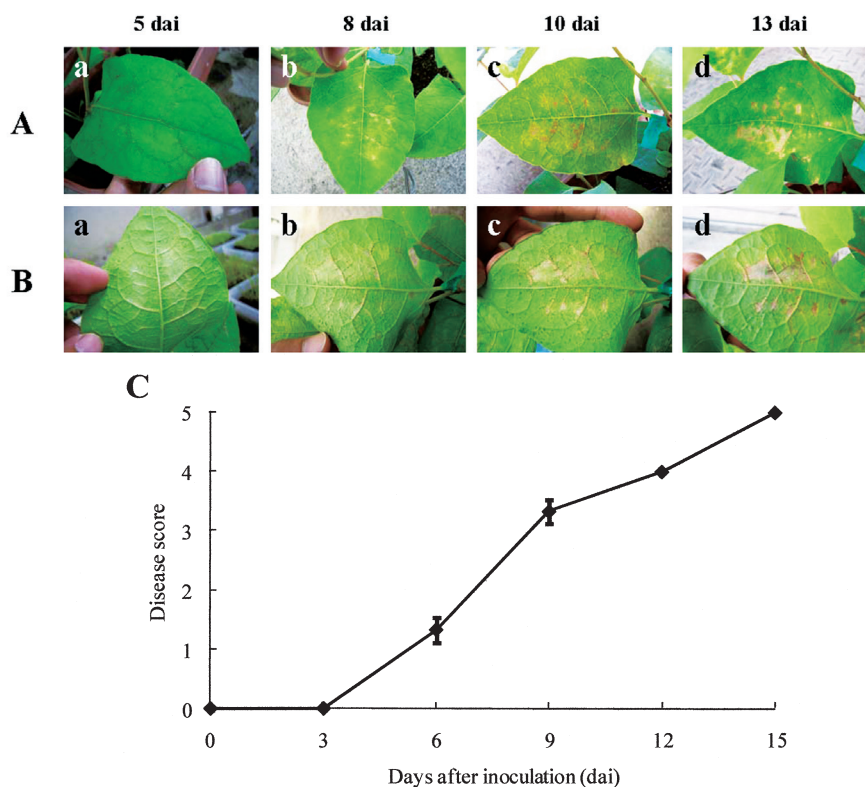 5 dai 8 dai 10 dai 13 dai
A a b c d
B a b c d
C
5
4
3
2
1
0
Disease score
0 3 6 9 12 15
Days after inoculation (dai)